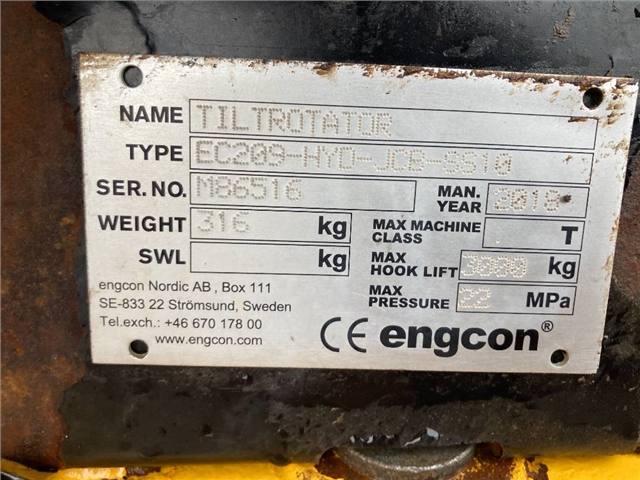 NAME TILTROTATOR
TYPE EC209-HYD-JCB-SS10
SER.NO. M86516 MAN. YEAR 2018
WEIGHT 316 kg MAX MACHINE CLASS T
SWL kg MAX HOOK LIFT 3000 kg
MAX PRESSURE 22 MPa
engcon Nordic AB , Box 111
SE-833 22 Strömsund, Sweden
Tel.exch.: +46 670 178 00
www.engcon.com
CE engcon®